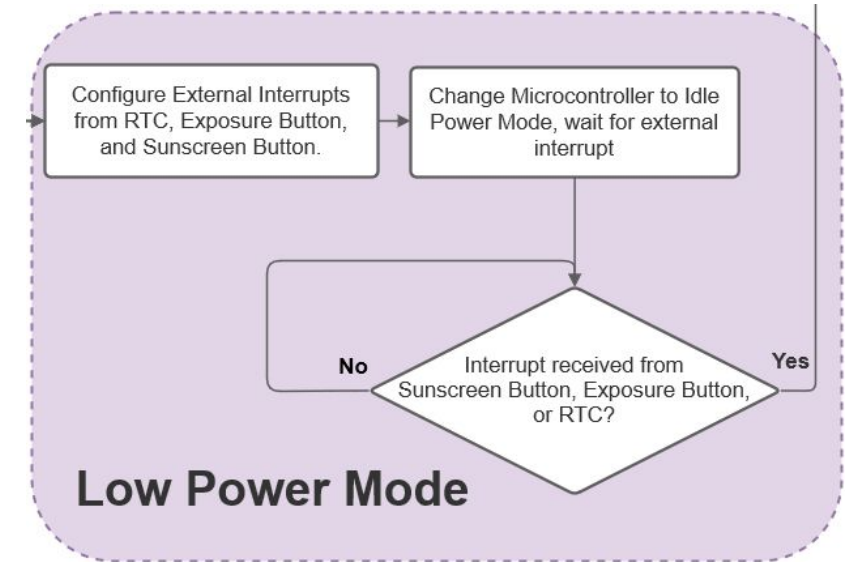 Configure External Interrupts
from RTC, Exposure Button,
and Sunscreen Button.
Change Microcontroller to Idle
Power Mode, wait for external
interrupt
No
Interrupt received from
Sunscreen Button, Exposure Button,
or RTC?
Yes
Low Power Mode